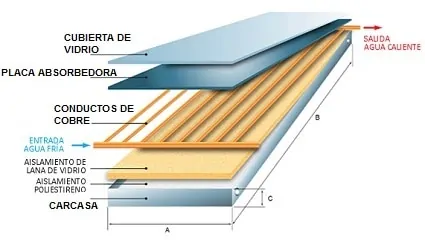 CUBIERTA DE
VIDRIO
SALIDA
AGUA CALIENTE
PLACA ABSORBEDORA
CONDUCTOS DE
COBRE
B
ENTRADA
AGUA FRÍA
AISLAMIENTO DE
LANA DE VIDRIO
AISLAMIENTO
POLIESTIRENO
CARCASA
C
A